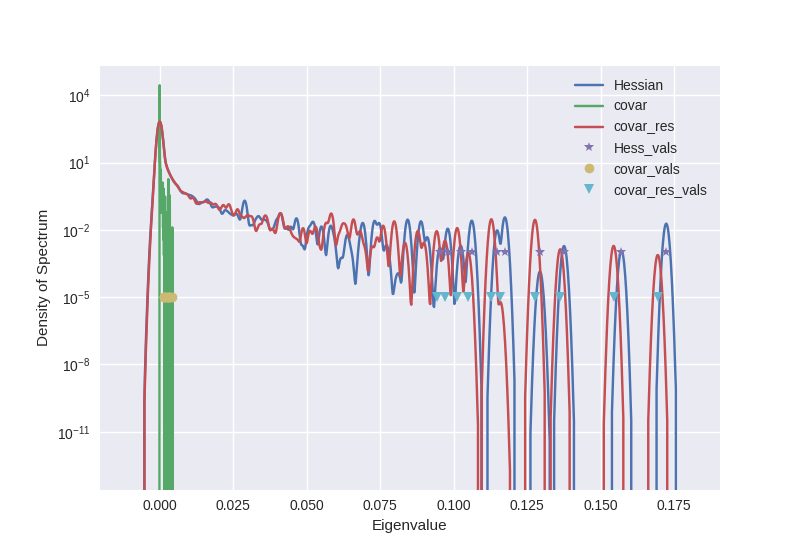 Hessian
covar
covar_res
Hess_vals
covar_vals
covar_res_vals
10^4
10^1
10^−2
10^−5
10^−8
10^−11
Density of Spectrum
0.000 0.025 0.050 0.075 0.100 0.125 0.150 0.175
Eigenvalue